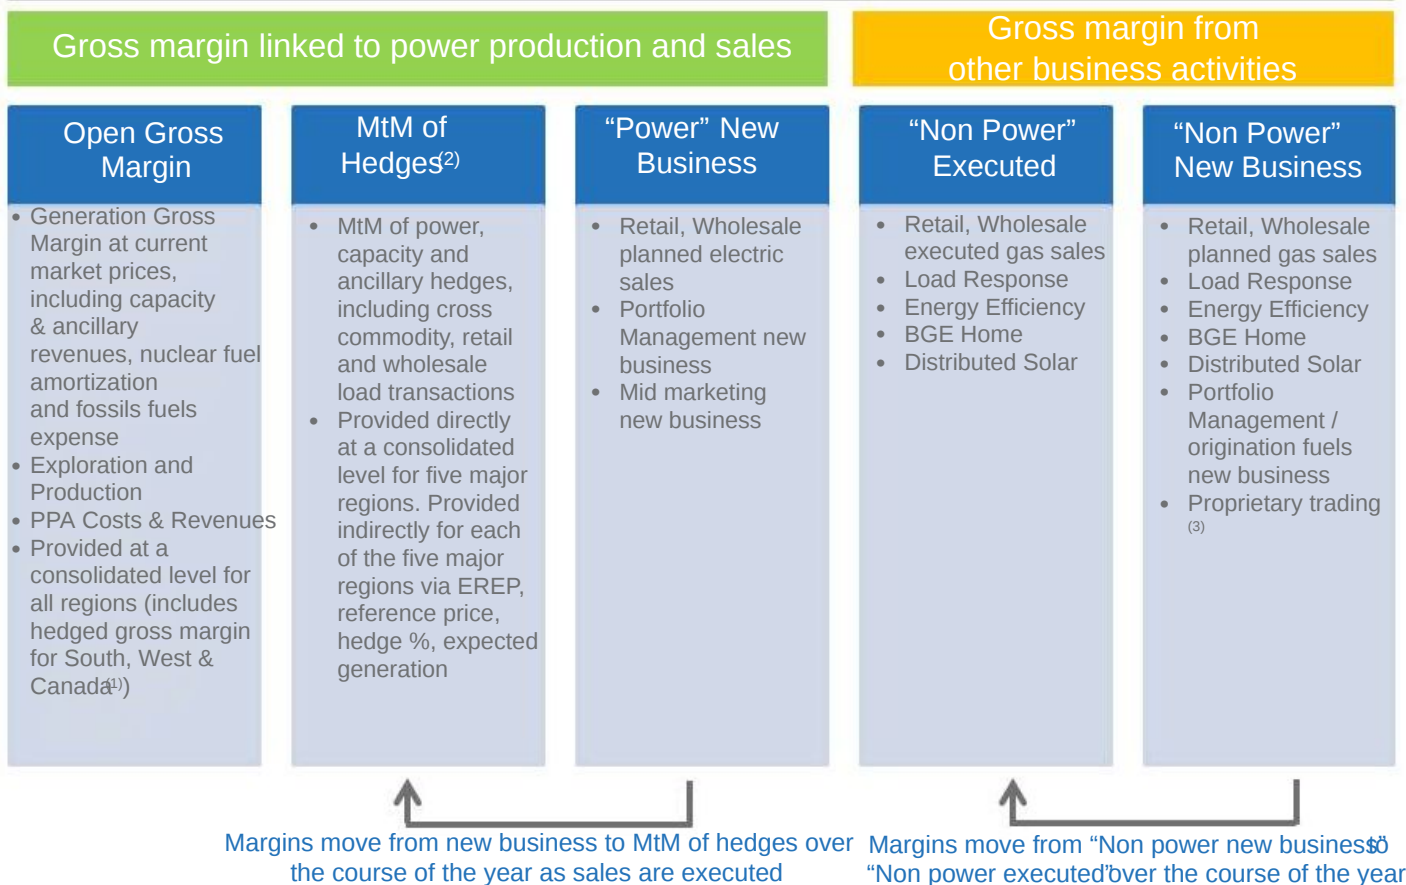 Gross margin linked to power production and sales
Gross margin from
other business activities
Open Gross
Margin
• Generation Gross
Margin at current
market prices,
including capacity
& ancillary
revenues, nuclear fuel
amortization
and fossils fuels
expense
• Exploration and
Production
• PPA Costs & Revenues
• Provided at a
consolidated level for
all regions (includes
hedged gross margin
for South, West &
Canada(1))
MtM of
Hedges(2)
• MtM of power,
capacity and
ancillary hedges,
including cross
commodity, retail
and wholesale
load transactions
• Provided directly
at a consolidated
level for five major
regions. Provided
indirectly for each
of the five major
regions via EREP,
reference price,
hedge %, expected
generation
“Power” New
Business
• Retail, Wholesale
planned electric
sales
• Portfolio
Management new
business
• Mid marketing
new business
“Non Power”
Executed
• Retail, Wholesale
executed gas sales
• Load Response
• Energy Efficiency
• BGE Home
• Distributed Solar
“Non Power”
New Business
• Retail, Wholesale
planned gas sales
• Load Response
• Energy Efficiency
• BGE Home
• Distributed Solar
• Portfolio
Management /
origination fuels
new business
• Proprietary trading
(3)
Margins move from new business to MtM of hedges over
the course of the year as sales are executed
Margins move from “Non power new business” to
“Non power executed” over the course of the year